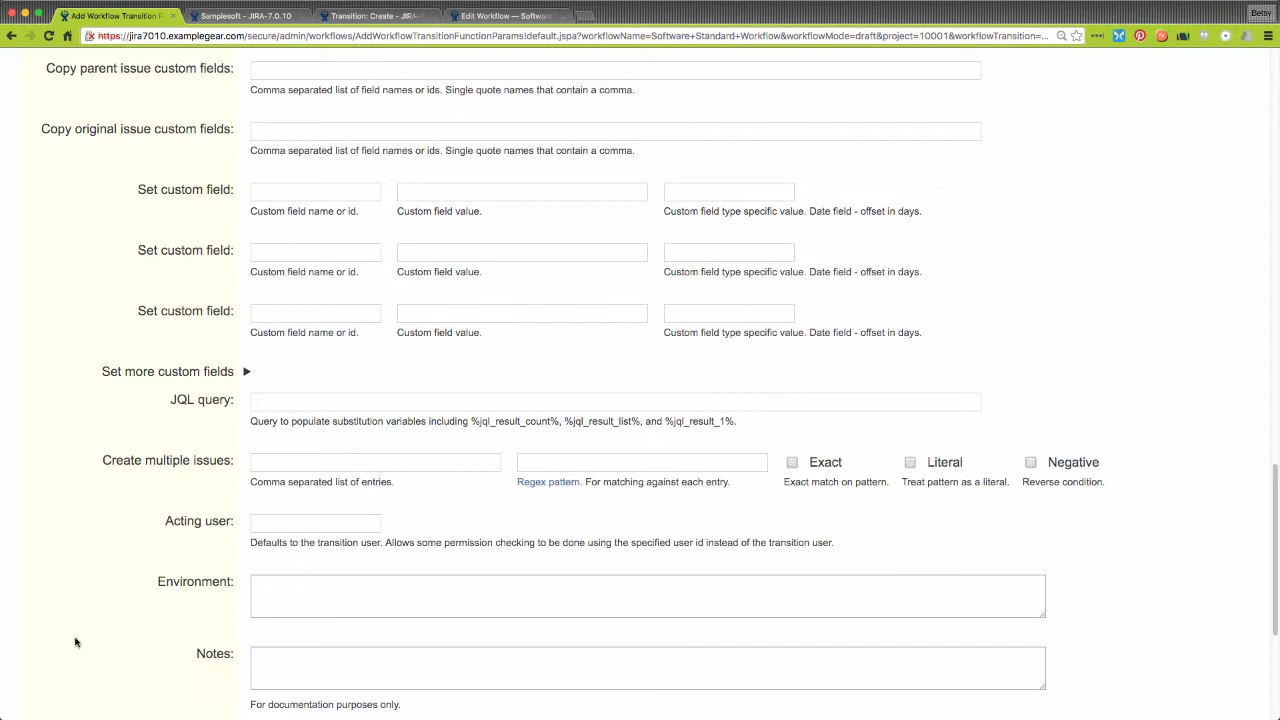 Add Workflow Transition F
Samplesoft - JIRA-7.0.10
Transition: Create - JIRA-
Edit Workflow — Softwar
Betsy
https://jira7010.examplegear.com/secure/admin/workflows/AddWorkflowTransitionFunctionParams!default.jspa?workflowName=Software+Standard+Workflow&workflowMode=draft&project=10001&workflowTransition=...
Copy parent issue custom fields:
Comma separated list of field names or ids. Single quote names that contain a comma.
Copy original issue custom fields:
Comma separated list of field names or ids. Single quote names that contain a comma.
Set custom field:
Custom field name or id. Custom field value. Custom field type specific value. Date field - offset in days.
Set custom field:
Custom field name or id. Custom field value. Custom field type specific value. Date field - offset in days.
Set custom field:
Custom field name or id. Custom field value. Custom field type specific value. Date field - offset in days.
Set more custom fields
JQL query:
Query to populate substitution variables including %jql_result_count%, %jql_result_list%, and %jql_result_1%.
Create multiple issues: Exact Literal Negative
Comma separated list of entries. Regex pattern. For matching against each entry. Exact match on pattern. Treat pattern as a literal. Reverse condition.
Acting user:
Defaults to the transition user. Allows some permission checking to be done using the specified user id instead of the transition user.
Environment:
Notes:
For documentation purposes only.